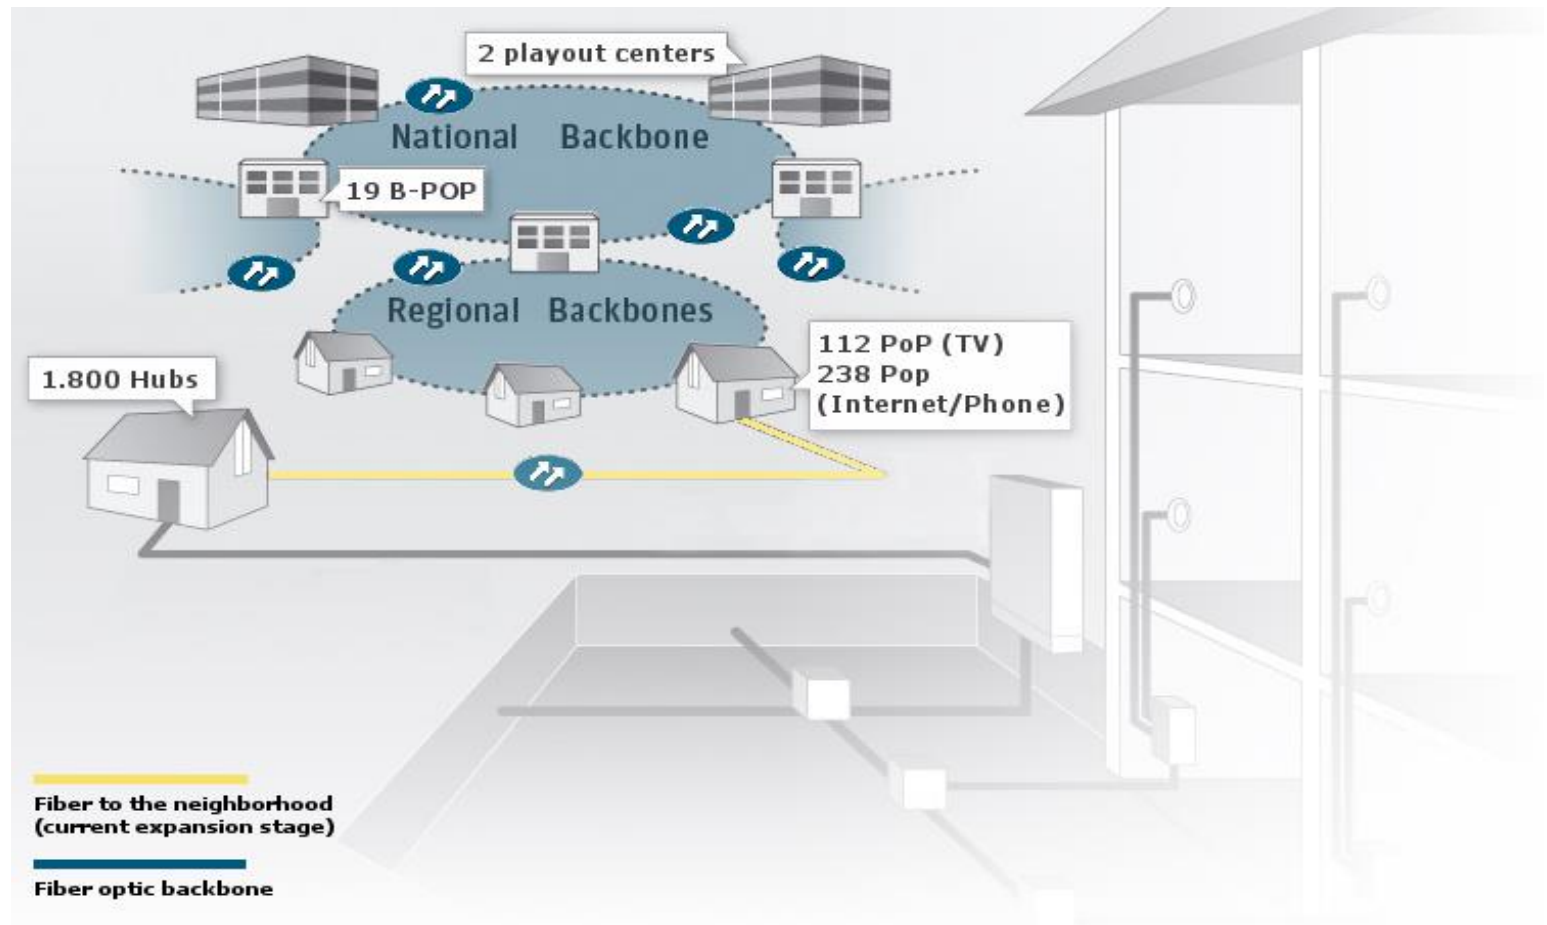 2 playout centers
National Backbone
19 B-POP
Regional Backbones
112 PoP (TV)
238 Pop
(Internet/Phone)
1.800 Hubs
Fiber to the neighborhood
(current expansion stage)
Fiber optic backbone